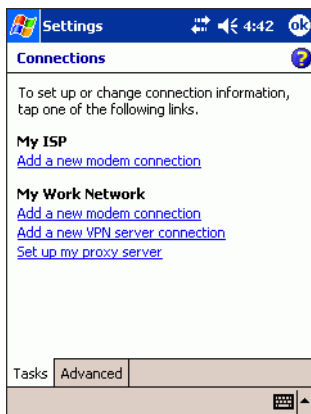 Settings 4:42 ok
Connections ?
To set up or change connection information,
tap one of the following links.
My ISP
Add a new modem connection
My Work Network
Add a new modem connection
Add a new VPN server connection
Set up my proxy server
Tasks Advanced